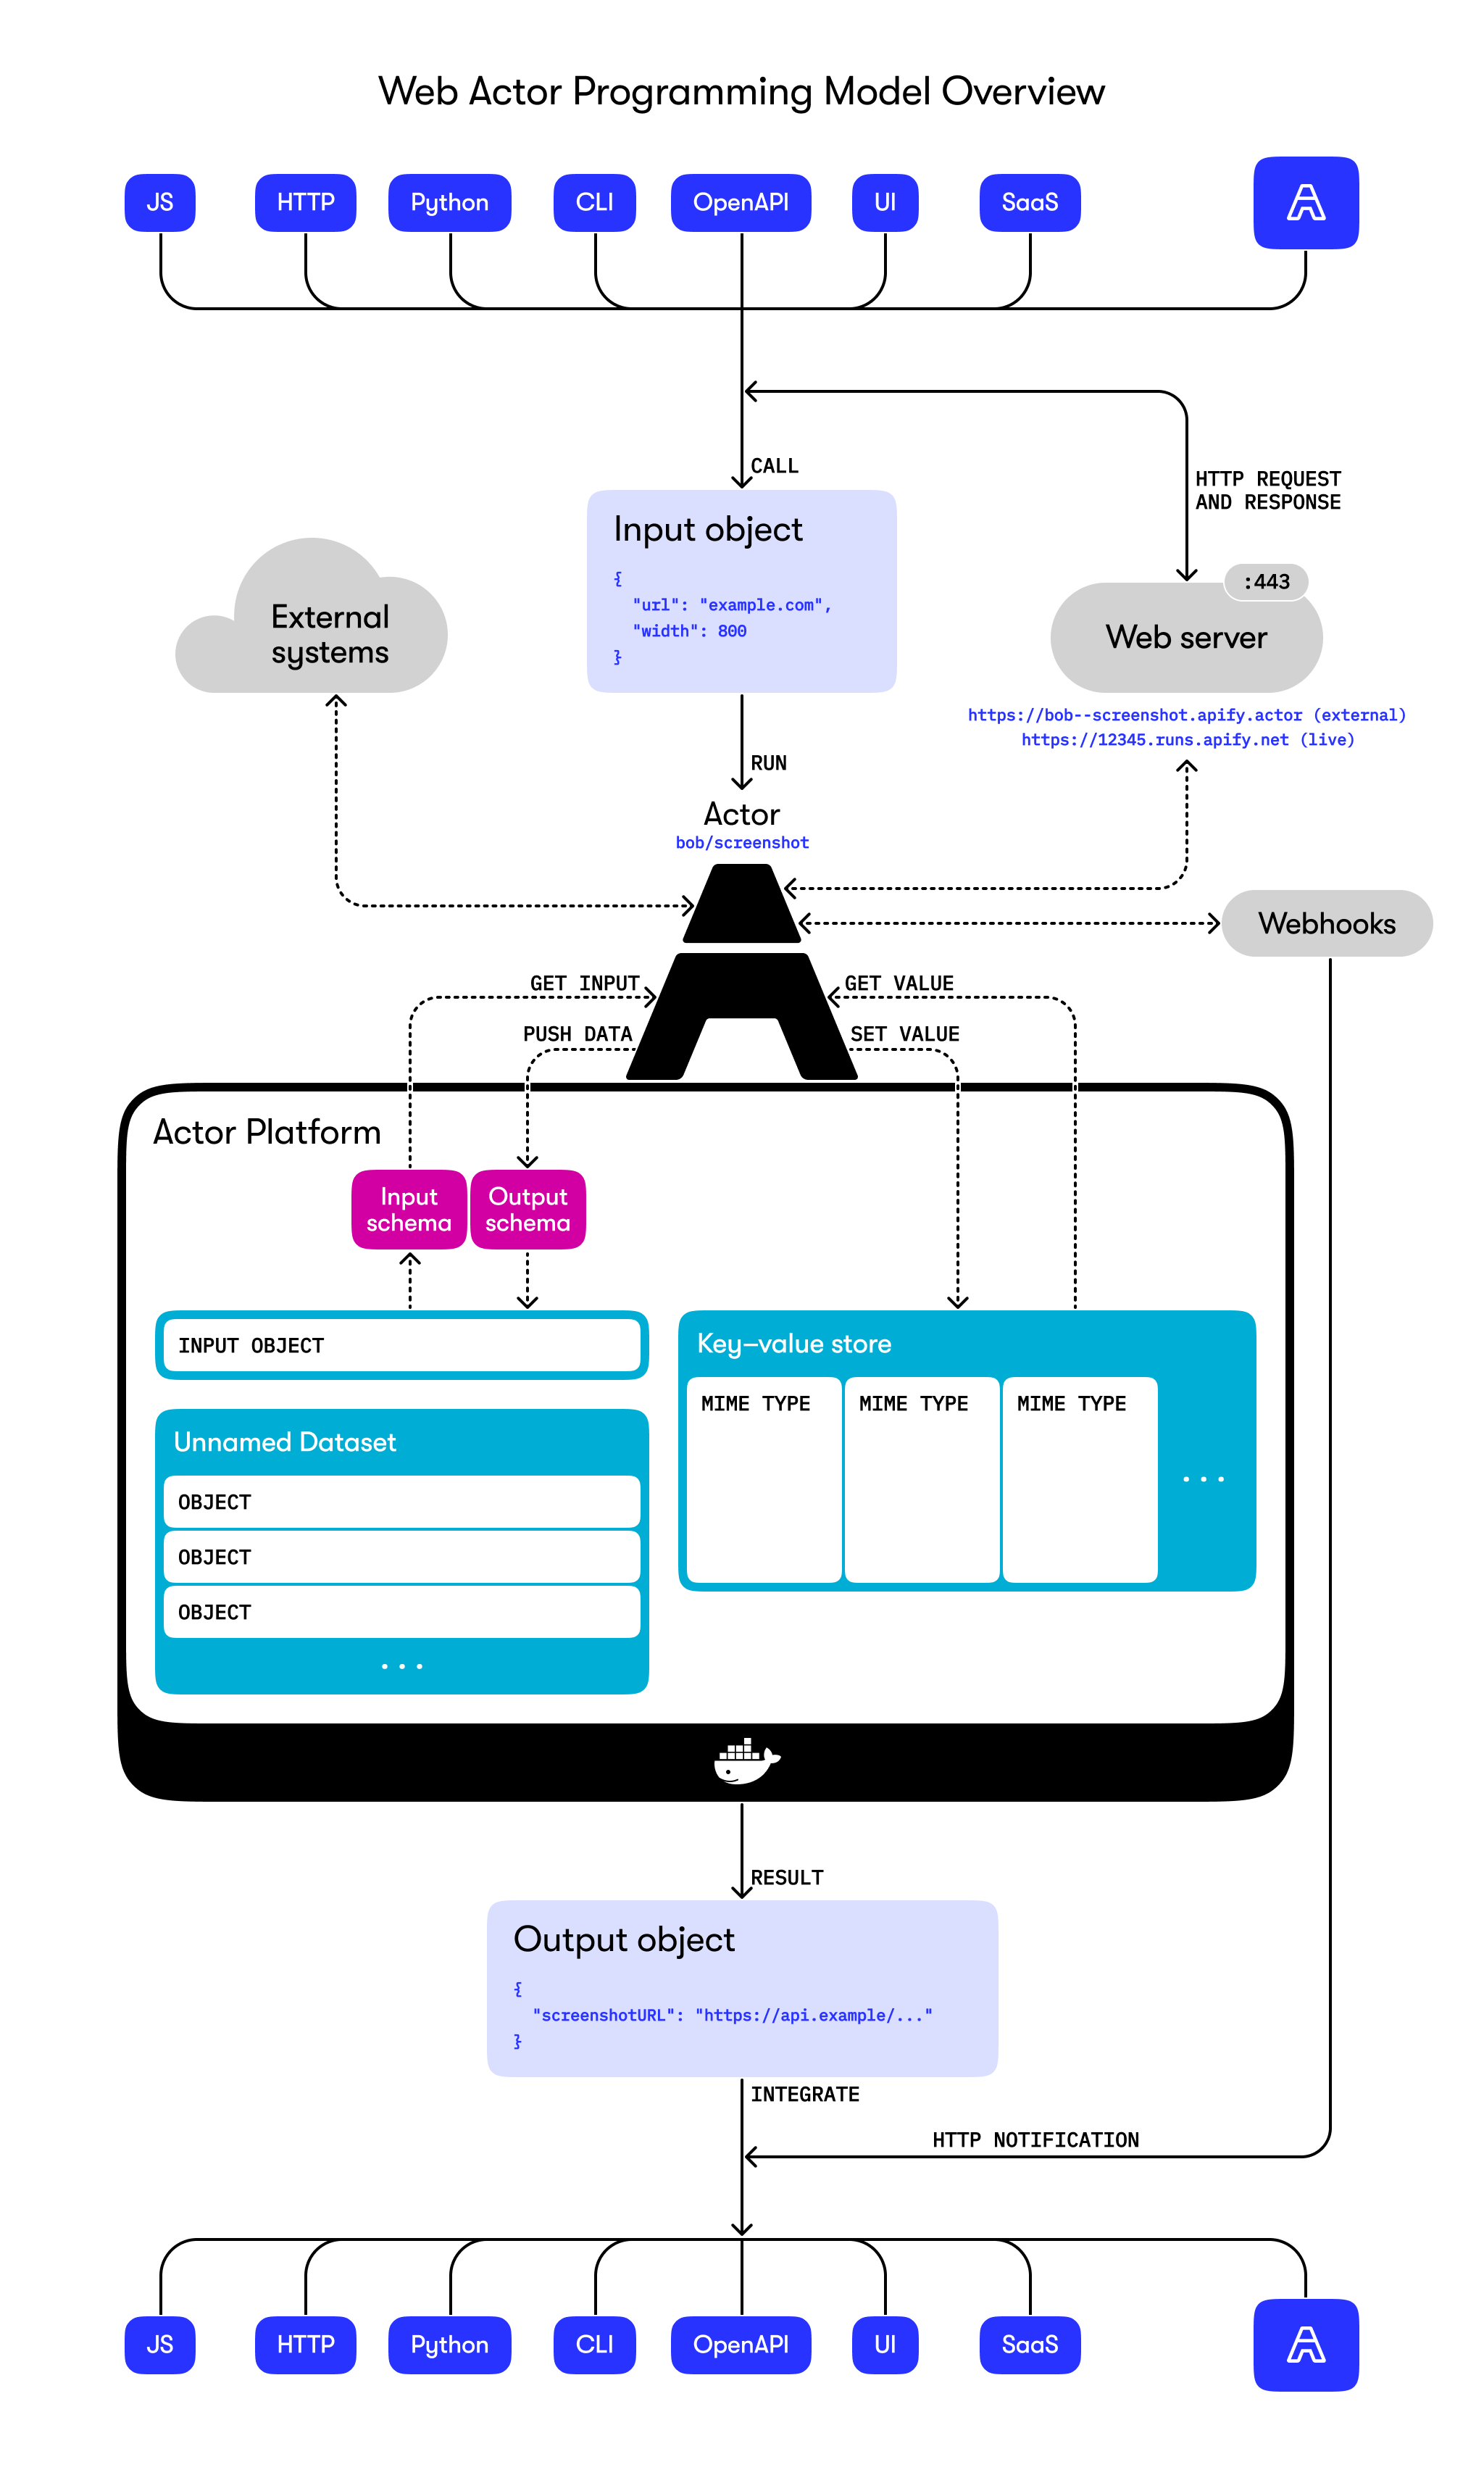 Web Actor Programming Model Overview
JS
HTTP
Python
CLI
OpenAPI
UI
SaaS
CALL
HTTP REQUEST
AND RESPONSE
Input object
{
"url": "example.com",
"width": 800
}
External
systems
:443
Web server
https://bob--screenshot.apify.actor (external)
https://12345.runs.apify.net (live)
RUN
Actor
bob/screenshot
Webhooks
GET INPUT
GET VALUE
PUSH DATA
SET VALUE
Actor Platform
Input
schema
Output
schema
INPUT OBJECT
Key–value store
MIME TYPE
MIME TYPE
MIME TYPE
...
Unnamed Dataset
OBJECT
OBJECT
OBJECT
...
RESULT
Output object
{
"screenshotURL": "https://api.example/..."
}
INTEGRATE
HTTP NOTIFICATION
JS
HTTP
Python
CLI
OpenAPI
UI
SaaS